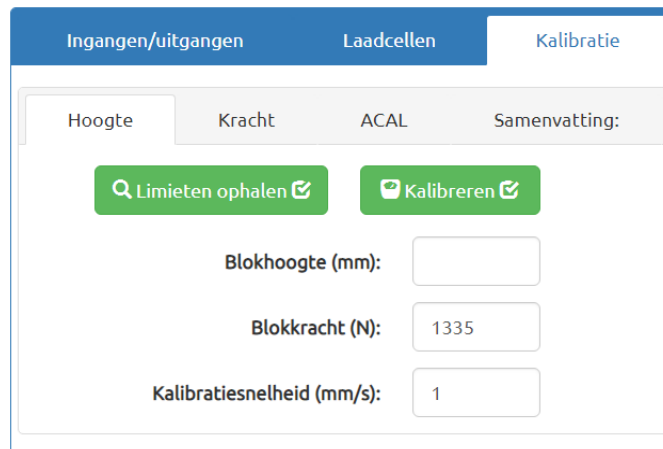 Ingangen/uitgangen Laadcellen Kalibratie
Hoogte Kracht ACAL Samenvatting:
Limieten ophalen Kalibreren
Blokhoogte (mm):
Blokkracht (N): 1335
Kalibratiesnelheid (mm/s): 1